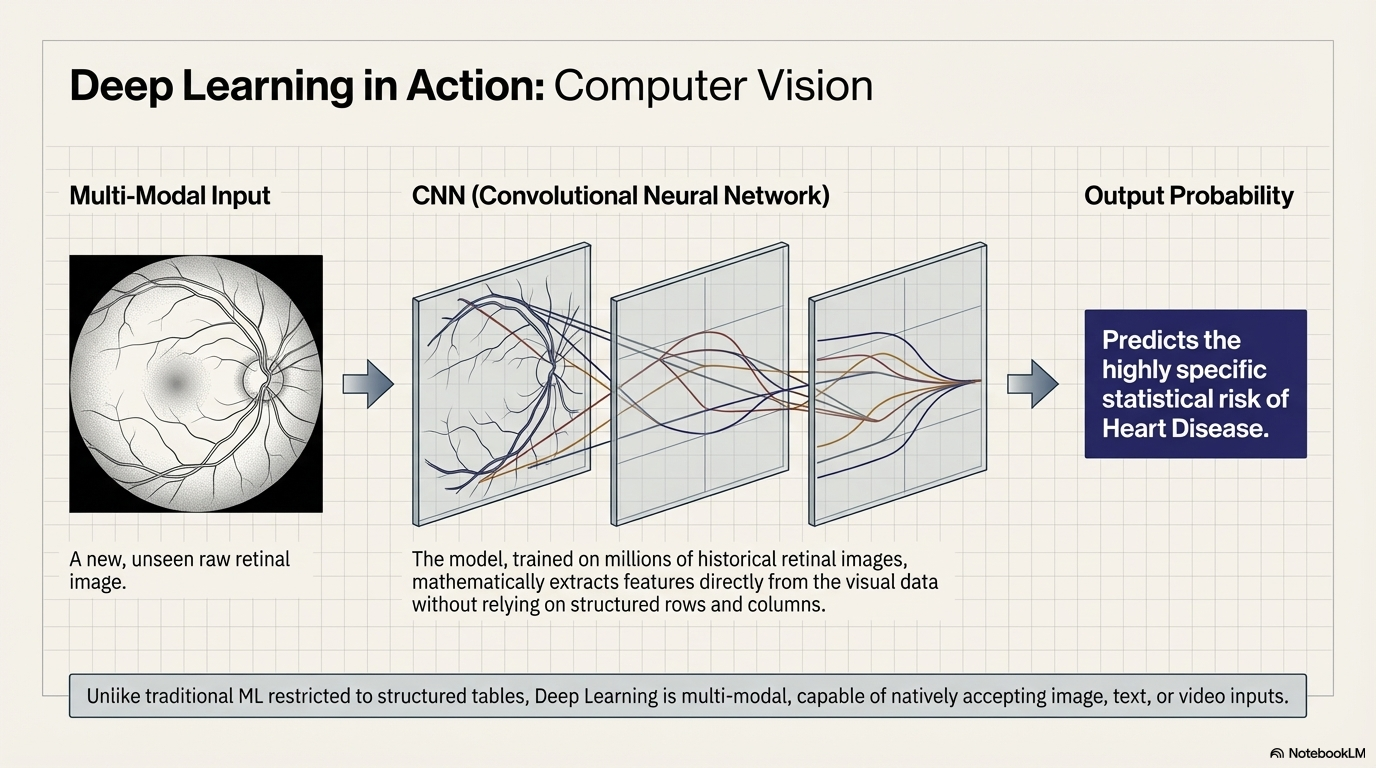 Deep Learning in Action: Computer Vision
Multi-Modal Input
CNN (Convolutional Neural Network)
Output Probability
Predicts the
highly specific
statistical risk of
Heart Disease.
A new, unseen raw retinal
image.
The model, trained on millions of historical retinal images,
mathematically extracts features directly from the visual data
without relying on structured rows and columns.
Unlike traditional ML restricted to structured tables, Deep Learning is multi-modal, capable of natively accepting image, text, or video inputs.
NotebookLM